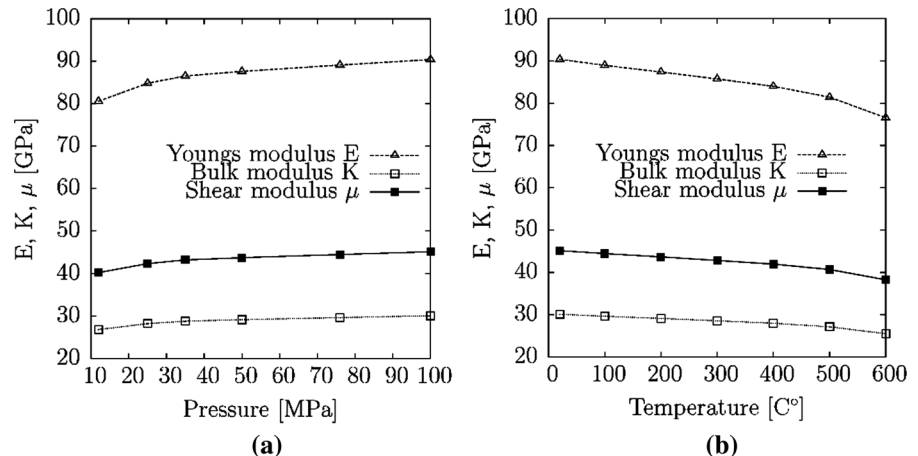 100
90
80
70
60
50
40
30
20
E, K, μ [GPa]
Youngs modulus E
Bulk modulus K
Shear modulus μ
10 20 30 40 50 60 70 80 90 100
Pressure [MPa]
(a)
100
90
80
70
60
50
40
30
20
E, K, μ [GPa]
Youngs modulus E
Bulk modulus K
Shear modulus μ
0 100 200 300 400 500 600
Temperature [C°]
(b)